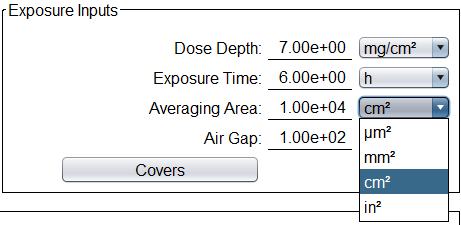 Exposure Inputs
Dose Depth: 7.00e+00 mg/cm²
Exposure Time: 6.00e+00 h
Averaging Area: 1.00e+04 cm²
Air Gap: 1.00e+02 µm²
mm²
Covers cm²
in²